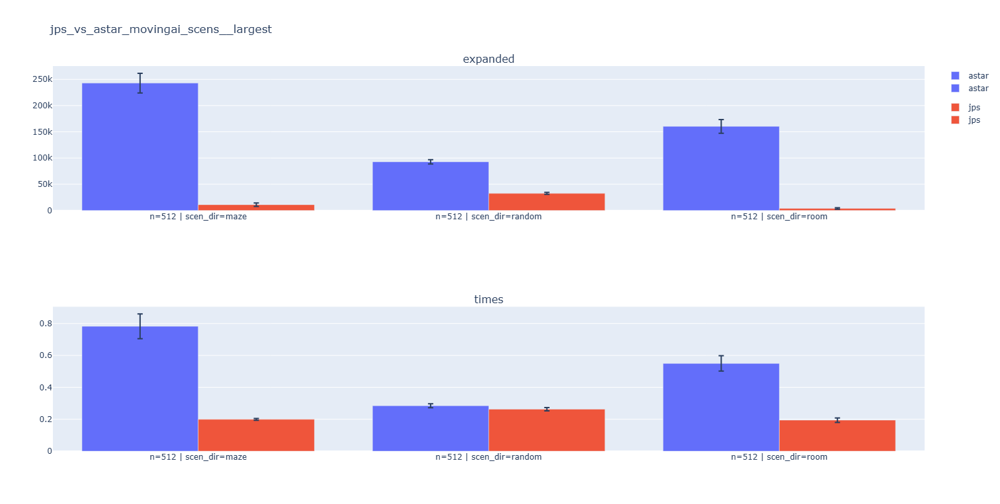 jps_vs_astar_movingai_scens__largest
expanded
250k
200k
150k
100k
50k
0
n=512 | scen_dir=maze
n=512 | scen_dir=random
n=512 | scen_dir=room
astar
astar
jps
jps
times
0.8
0.6
0.4
0.2
0
n=512 | scen_dir=maze
n=512 | scen_dir=random
n=512 | scen_dir=room